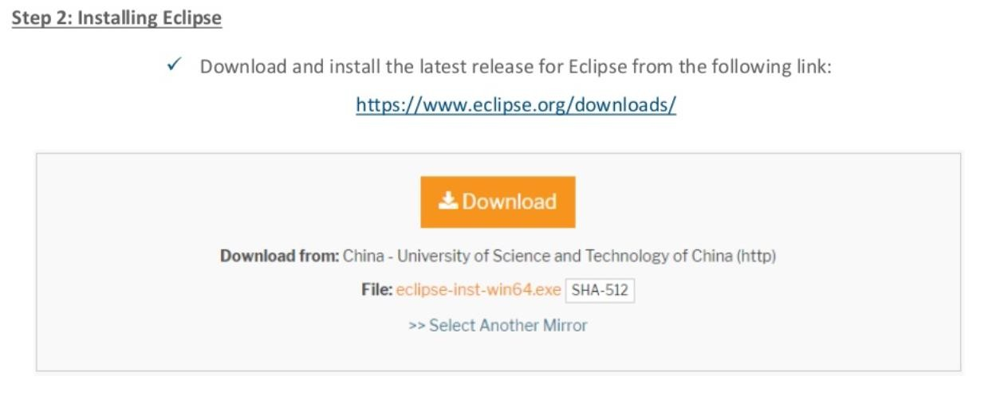 Step 2: Installing Eclipse
✓ Download and install the latest release for Eclipse from the following link:
https://www.eclipse.org/downloads/
Download
Download from: China - University of Science and Technology of China (http)
File: eclipse-inst-win64.exe SHA-512
>> Select Another Mirror